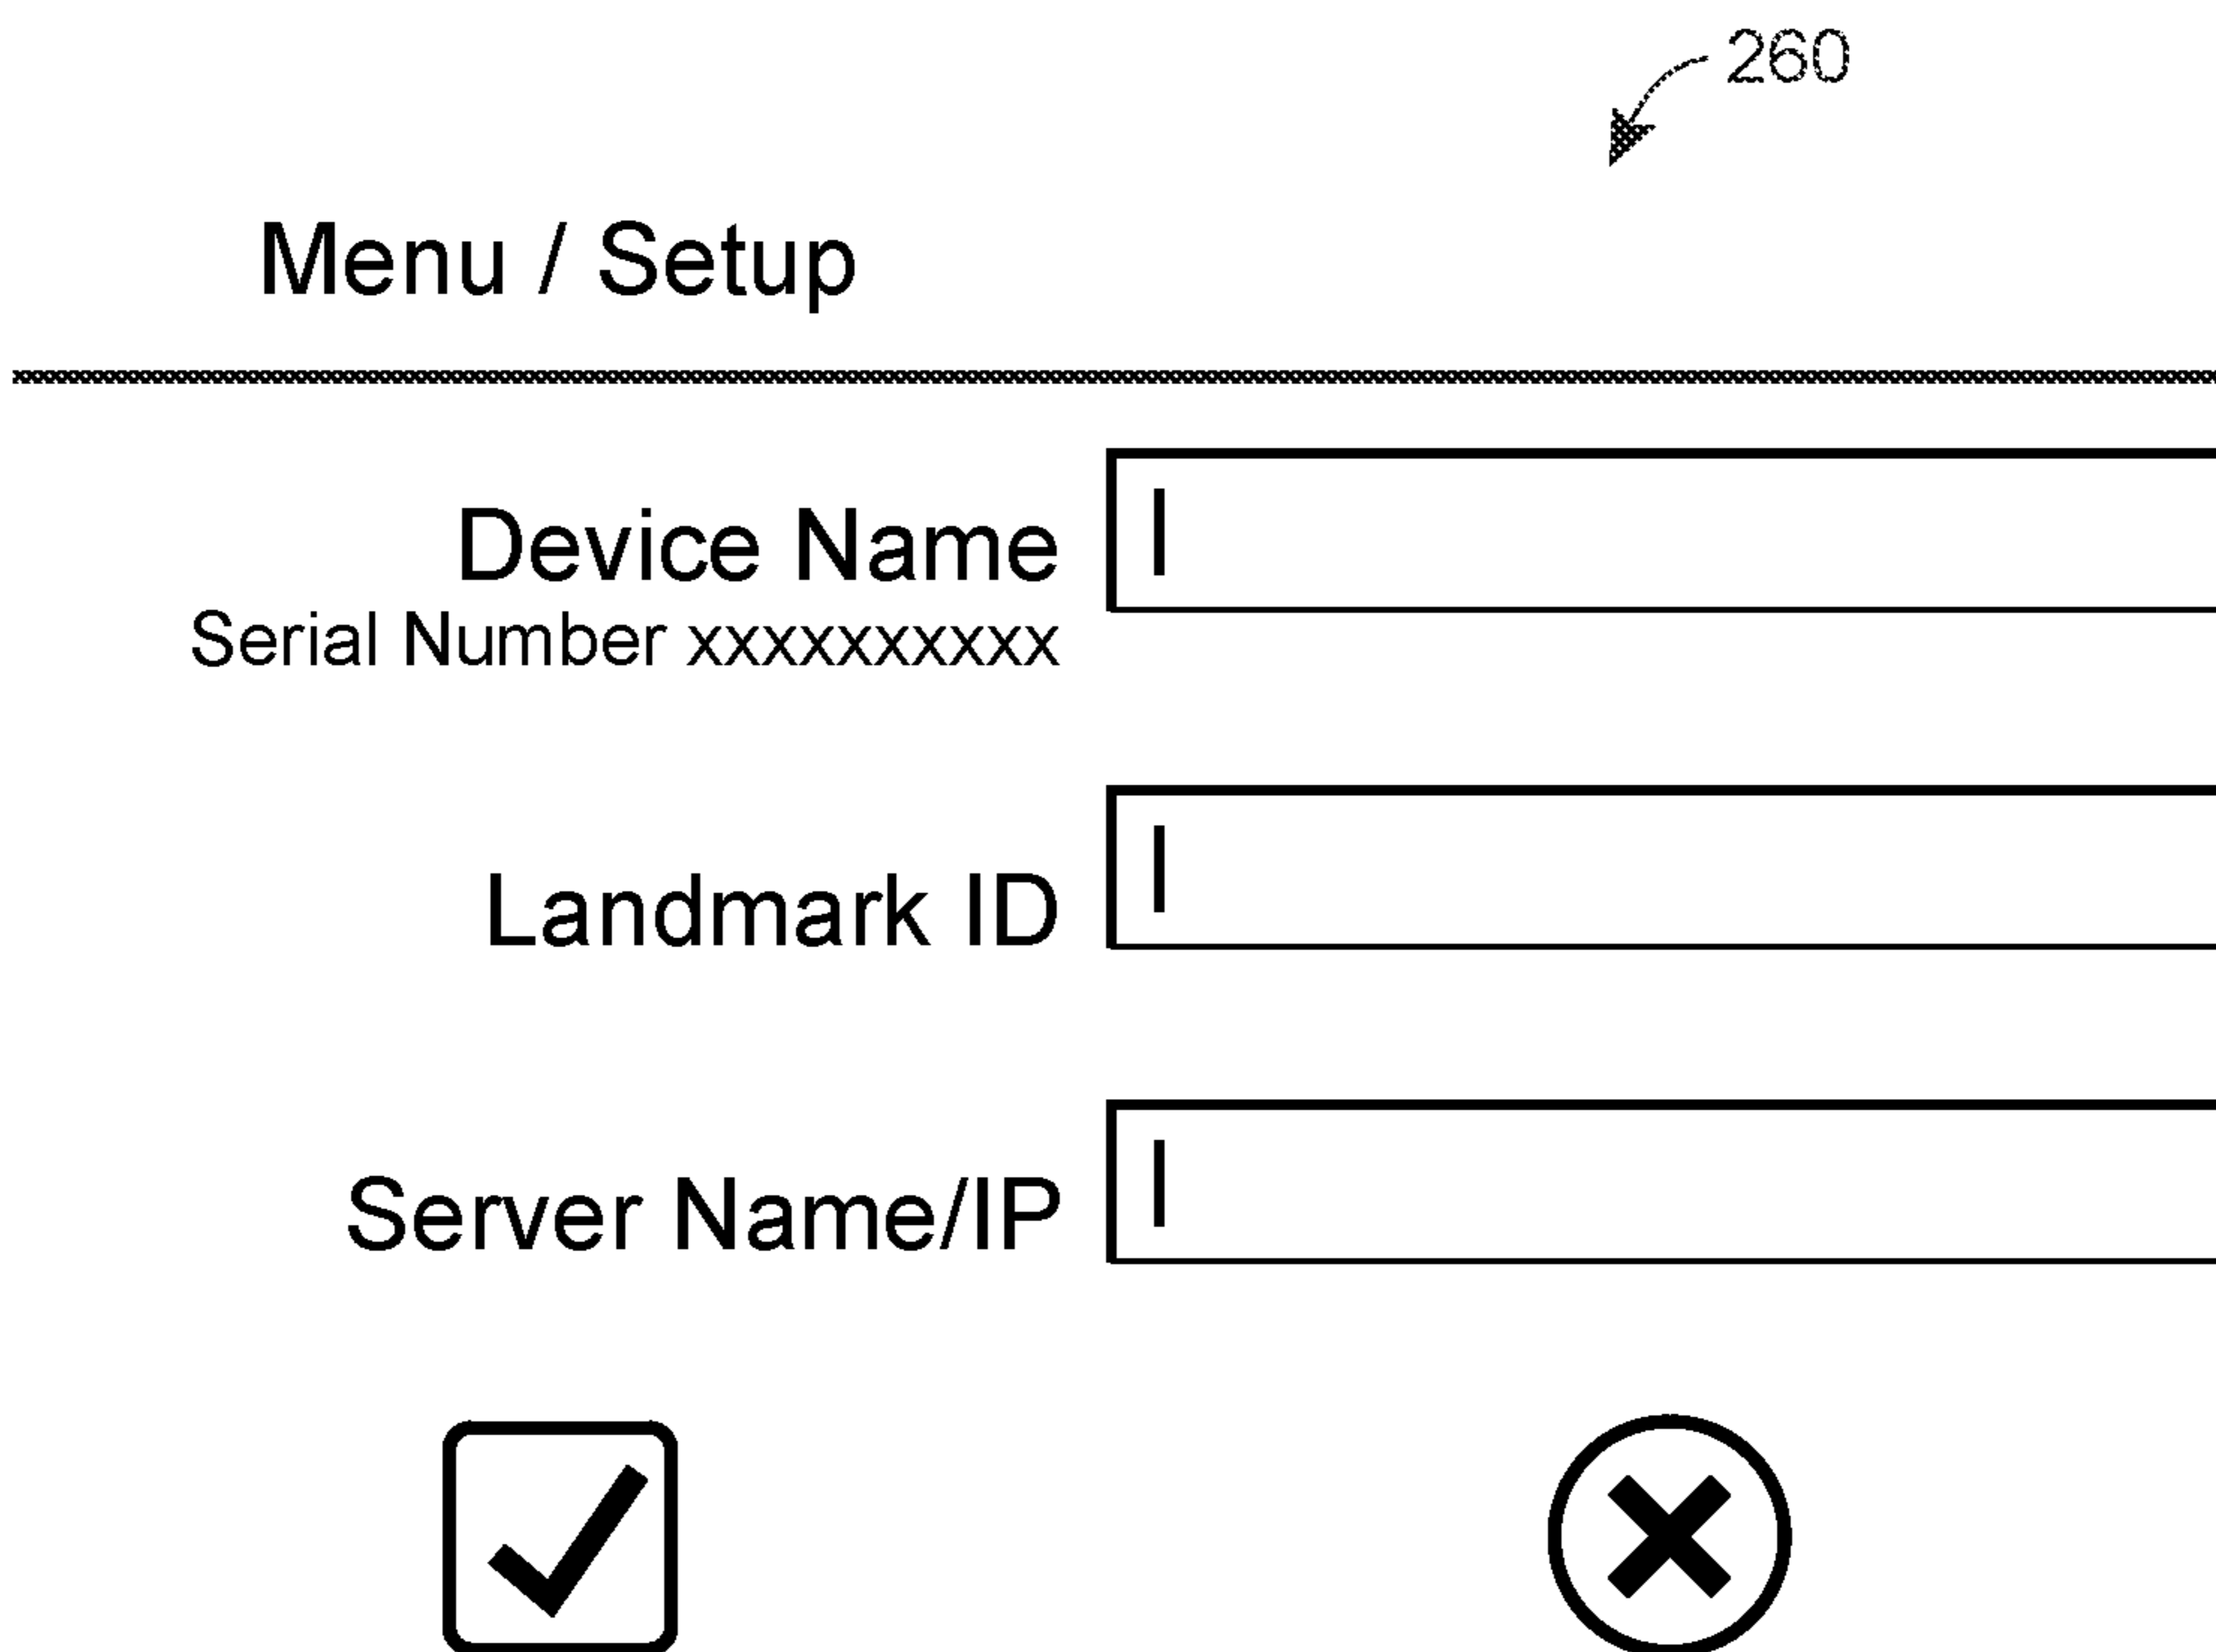 260
Menu / Setup
Device Name
Serial Number xxxxxxxxxx
Landmark ID
Server Name/IP